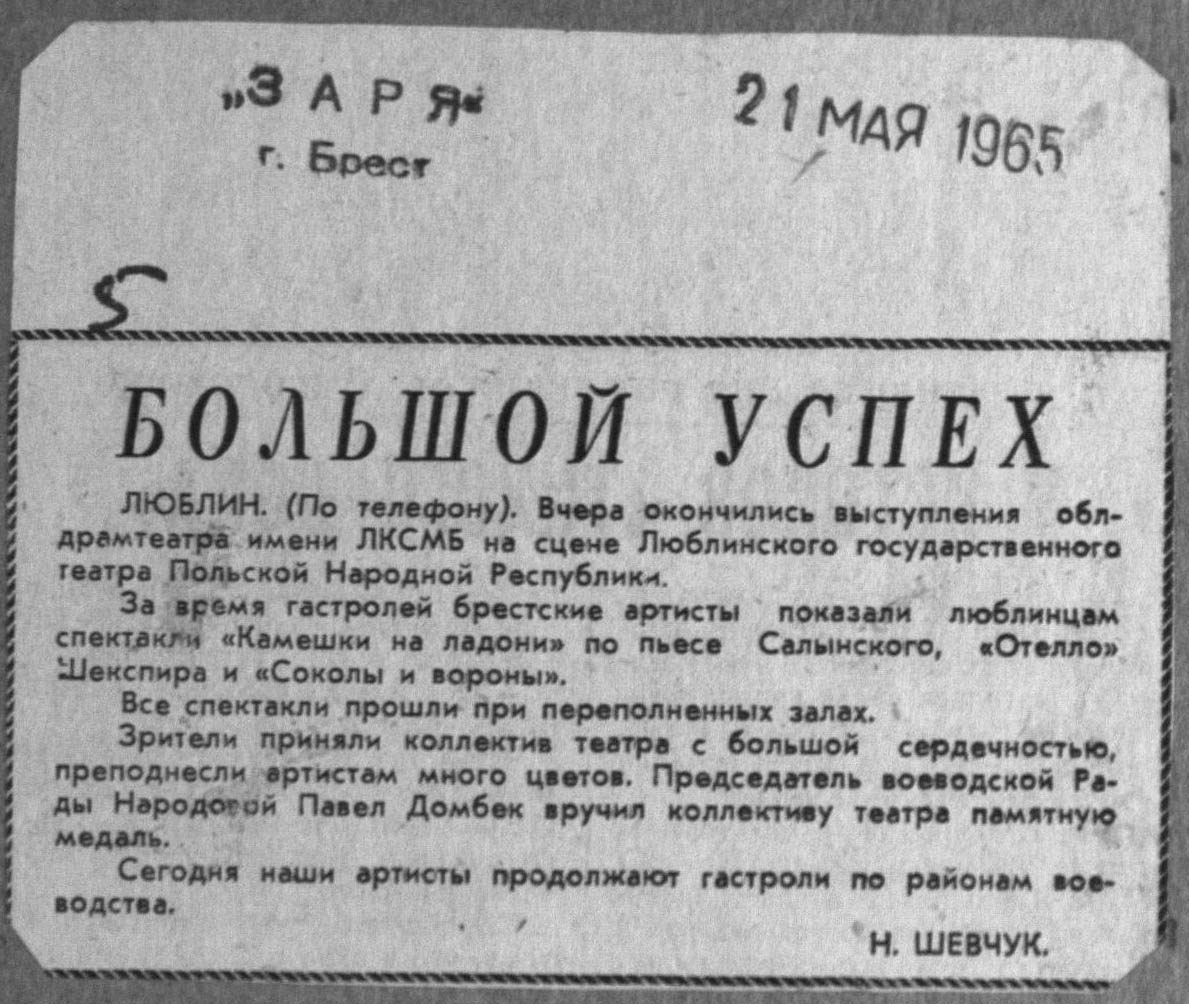 „ЗАРЯ“
г. Брест
21 МАЯ 1965
5
БОЛЬШОЙ УСПЕХ
ЛЮБЛИН. (По телефону). Вчера окончились выступления обл-
драмтеатра имени ЛКСМБ на сцене Люблинского государственного
театра Польской Народной Республики.
За время гастролей брестские артисты показали люблинцам
спектакли «Камешки на ладони» по пьесе Салынского, «Отелло»
Шекспира и «Соколы и вороны».
Все спектакли прошли при переполненных залах.
Зрители приняли коллектив театра с большой сердечностью,
преподнесли артистам много цветов. Председатель воеводской Ра-
ды Народовой Павел Домбек вручил коллективу театра памятную
медаль.
Сегодня наши артисты продолжают гастроли по районам вое-
водства.
Н. ШЕВЧУК.